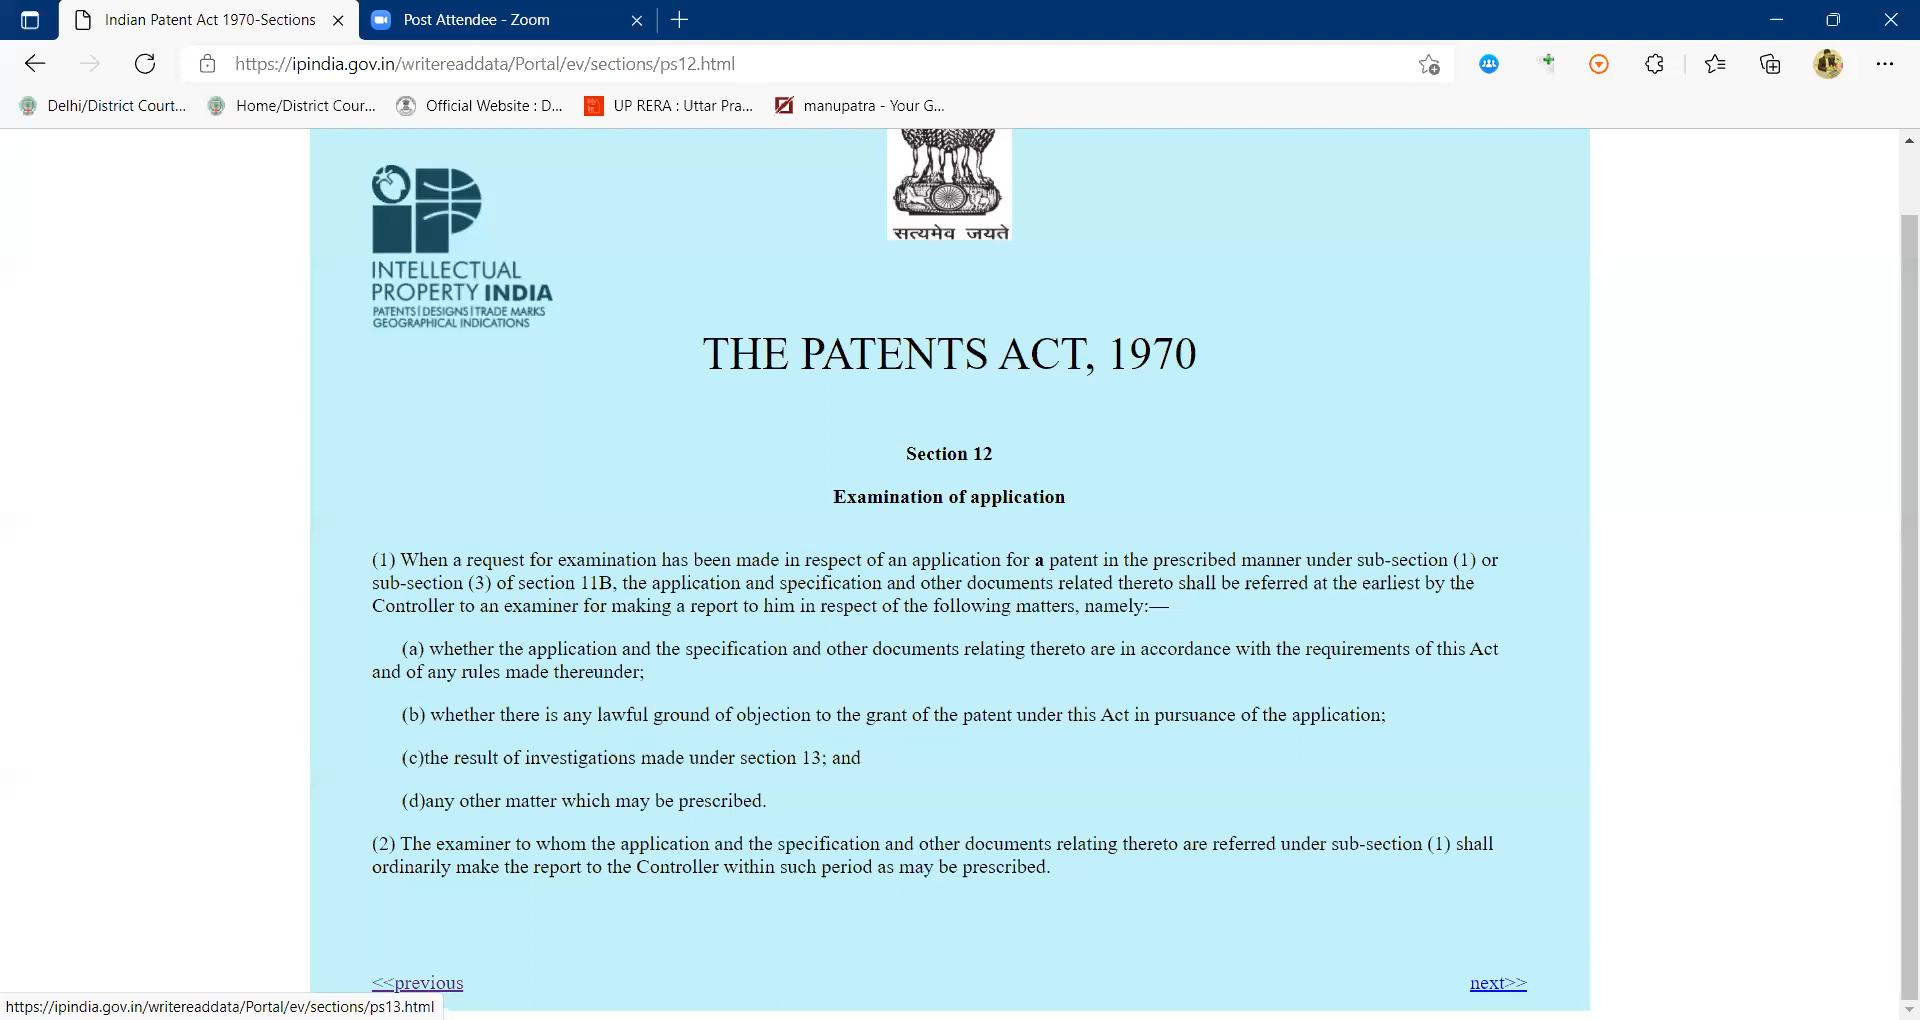 Indian Patent Act 1970-Sections
Post Attendee - Zoom
https://ipindia.gov.in/writereaddata/Portal/ev/sections/ps12.html
Delhi/District Court...
Home/District Cour...
Official Website : D...
UP RERA : Uttar Pra...
manupatra - Your G...
सत्यमेव जयते
INTELLECTUAL
PROPERTY INDIA
PATENTS | DESIGNS | TRADE MARKS
GEOGRAPHICAL INDICATIONS
THE PATENTS ACT, 1970
Section 12
Examination of application
(1) When a request for examination has been made in respect of an application for a patent in the prescribed manner under sub-section (1) or
sub-section (3) of section 11B, the application and specification and other documents related thereto shall be referred at the earliest by the
Controller to an examiner for making a report to him in respect of the following matters, namely:—
(a) whether the application and the specification and other documents relating thereto are in accordance with the requirements of this Act
and of any rules made thereunder;
(b) whether there is any lawful ground of objection to the grant of the patent under this Act in pursuance of the application;
(c)the result of investigations made under section 13; and
(d)any other matter which may be prescribed.
(2) The examiner to whom the application and the specification and other documents relating thereto are referred under sub-section (1) shall
ordinarily make the report to the Controller within such period as may be prescribed.
<<previous
next>>
https://ipindia.gov.in/writereaddata/Portal/ev/sections/ps13.html